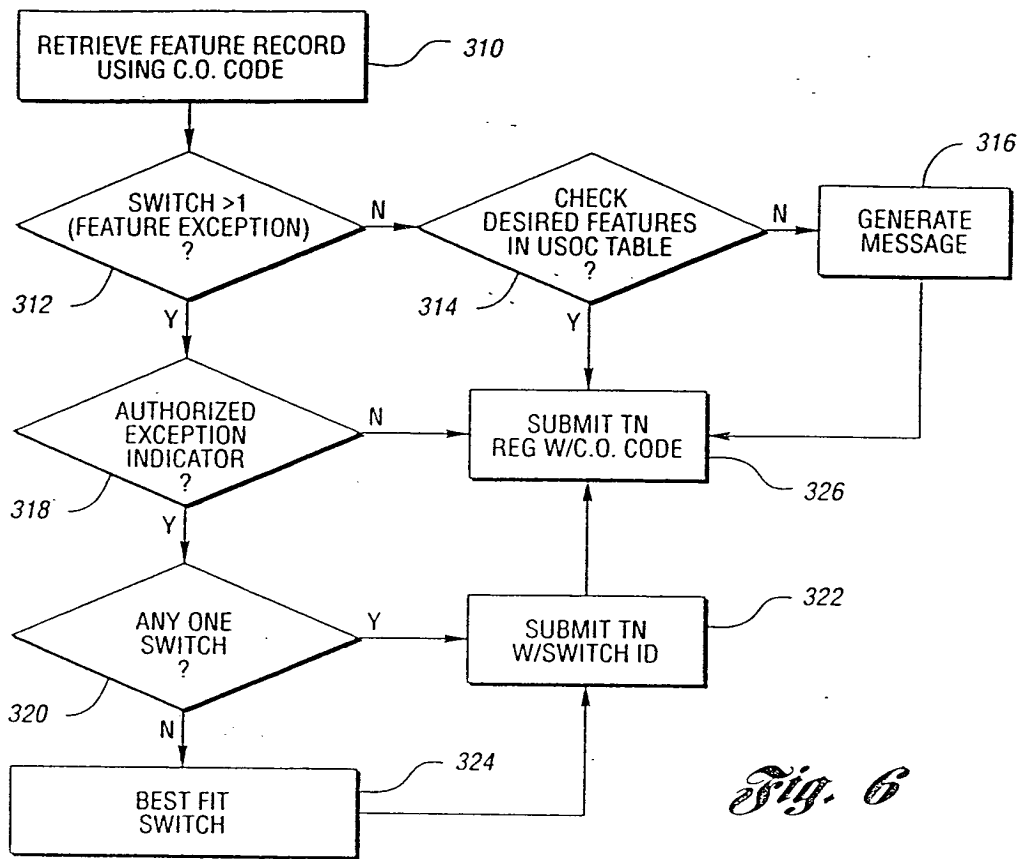 RETRIEVE FEATURE RECORD
USING C.O. CODE
310
SWITCH >1
(FEATURE EXCEPTION)
?
312
N
Y
CHECK
DESIRED FEATURES
IN USOC TABLE
?
314
N
Y
GENERATE
MESSAGE
316
AUTHORIZED
EXCEPTION
INDICATOR
?
318
N
Y
SUBMIT TN
REG W/C.O. CODE
326
ANY ONE
SWITCH
?
320
Y
N
SUBMIT TN
W/SWITCH ID
322
BEST FIT
SWITCH
324
Fig. 6